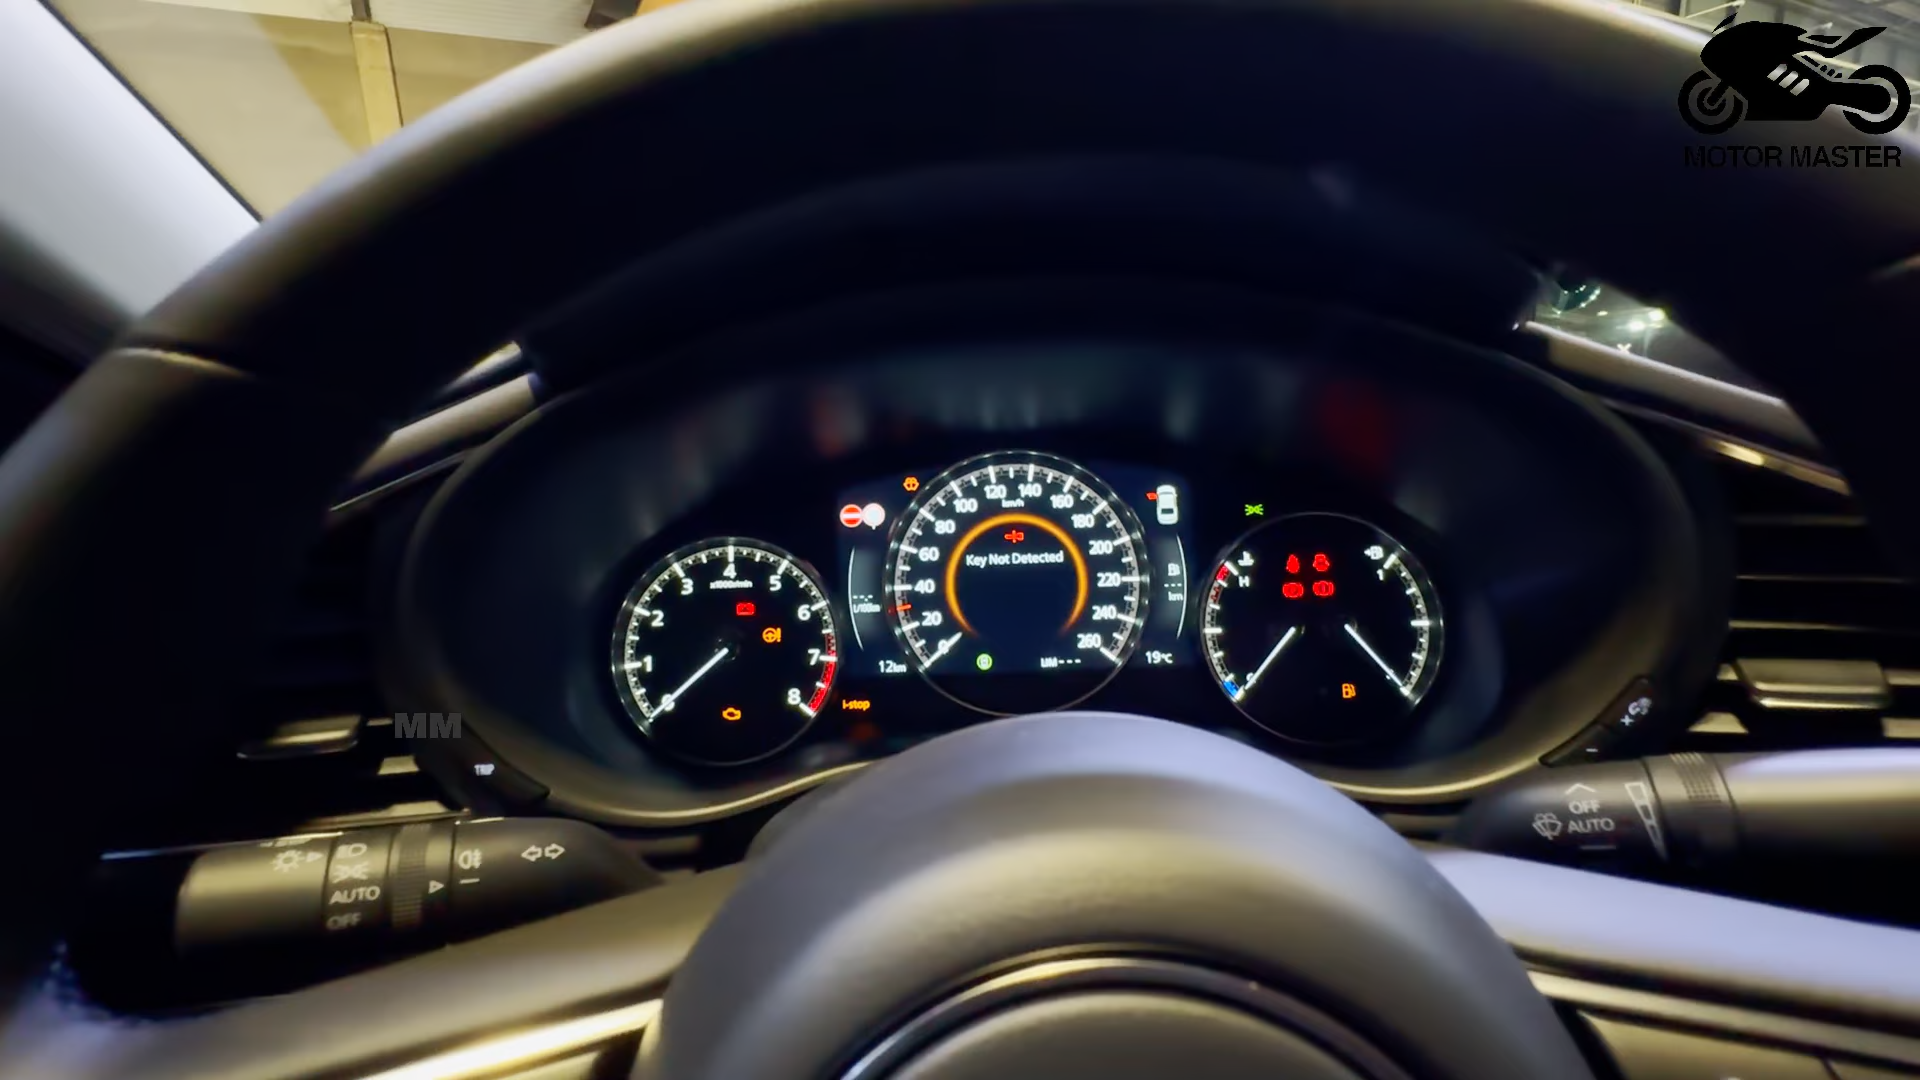 MOTOR MASTER
120
140
100
km/h
160
80
180
60
Key Not Detected
200
40
220
20
240
0
260
12km
19℃
---
L/100km
---
km
---
4
x1000r/min
3
5
2
6
1
7
0
8
i-stop
H
1
MM
TRIP
AUTO
OFF
OFF
AUTO